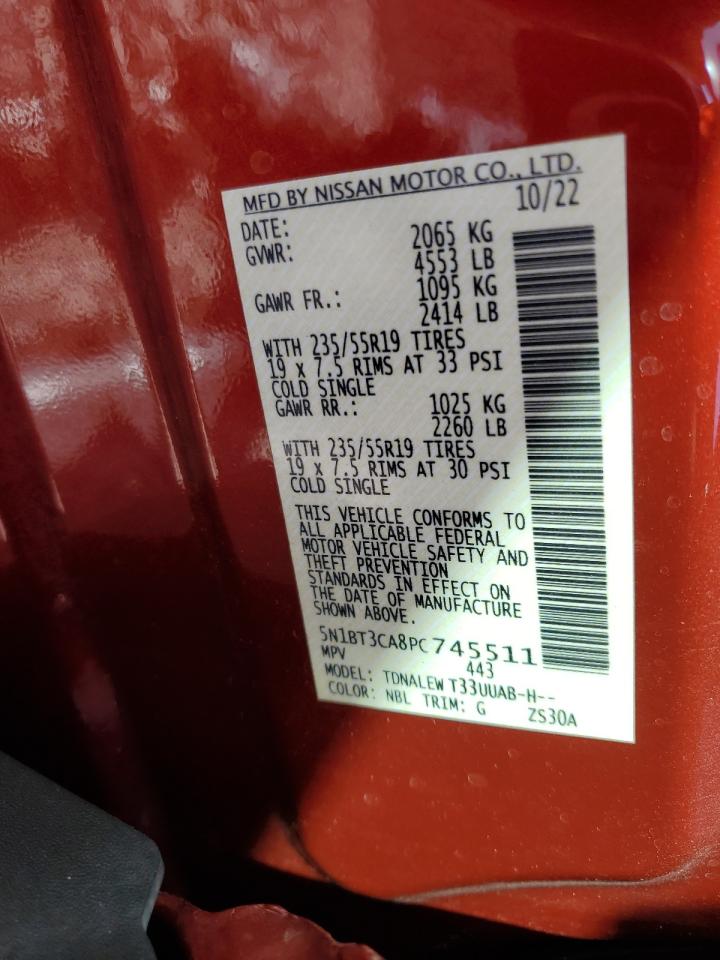 MFD BY NISSAN MOTOR CO., LTD.
DATE: 10/22
GVWR: 2065 KG
4553 LB
GAWR FR.: 1095 KG
2414 LB
WITH 235/55R19 TIRES
19 x 7.5 RIMS AT 33 PSI
COLD SINGLE
GAWR RR.: 1025 KG
2260 LB
WITH 235/55R19 TIRES
19 x 7.5 RIMS AT 30 PSI
COLD SINGLE
THIS VEHICLE CONFORMS TO
ALL APPLICABLE FEDERAL
MOTOR VEHICLE SAFETY AND
THEFT PREVENTION
STANDARDS IN EFFECT ON
THE DATE OF MANUFACTURE
SHOWN ABOVE.
5N1BT3CA8PC745511
MPV 443
MODEL: TDNALEW T33UUAB-H--
COLOR: NBL TRIM: G ZS30A